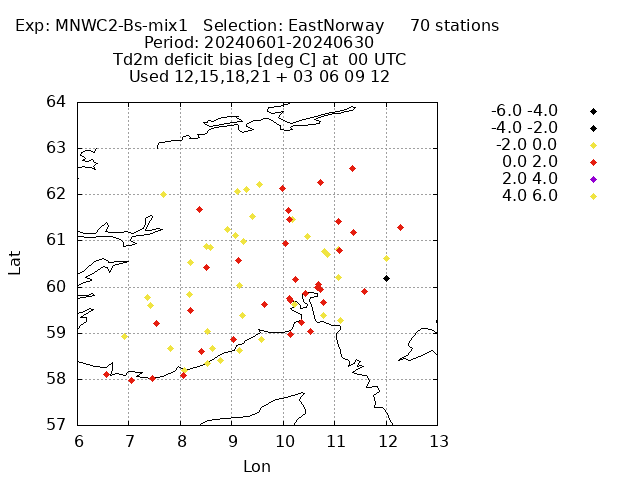 Exp: MNWC2-Bs-mix1 Selection: EastNorway 70 stations
Period: 20240601-20240630
Td2m deficit bias [deg C] at 00 UTC
Used 12,15,18,21 + 03 06 09 12
-6.0 -4.0
-4.0 -2.0
-2.0 0.0
0.0 2.0
2.0 4.0
4.0 6.0
64
63
62
61
60
59
58
57
Lat
6 7 8 9 10 11 12 13
Lon